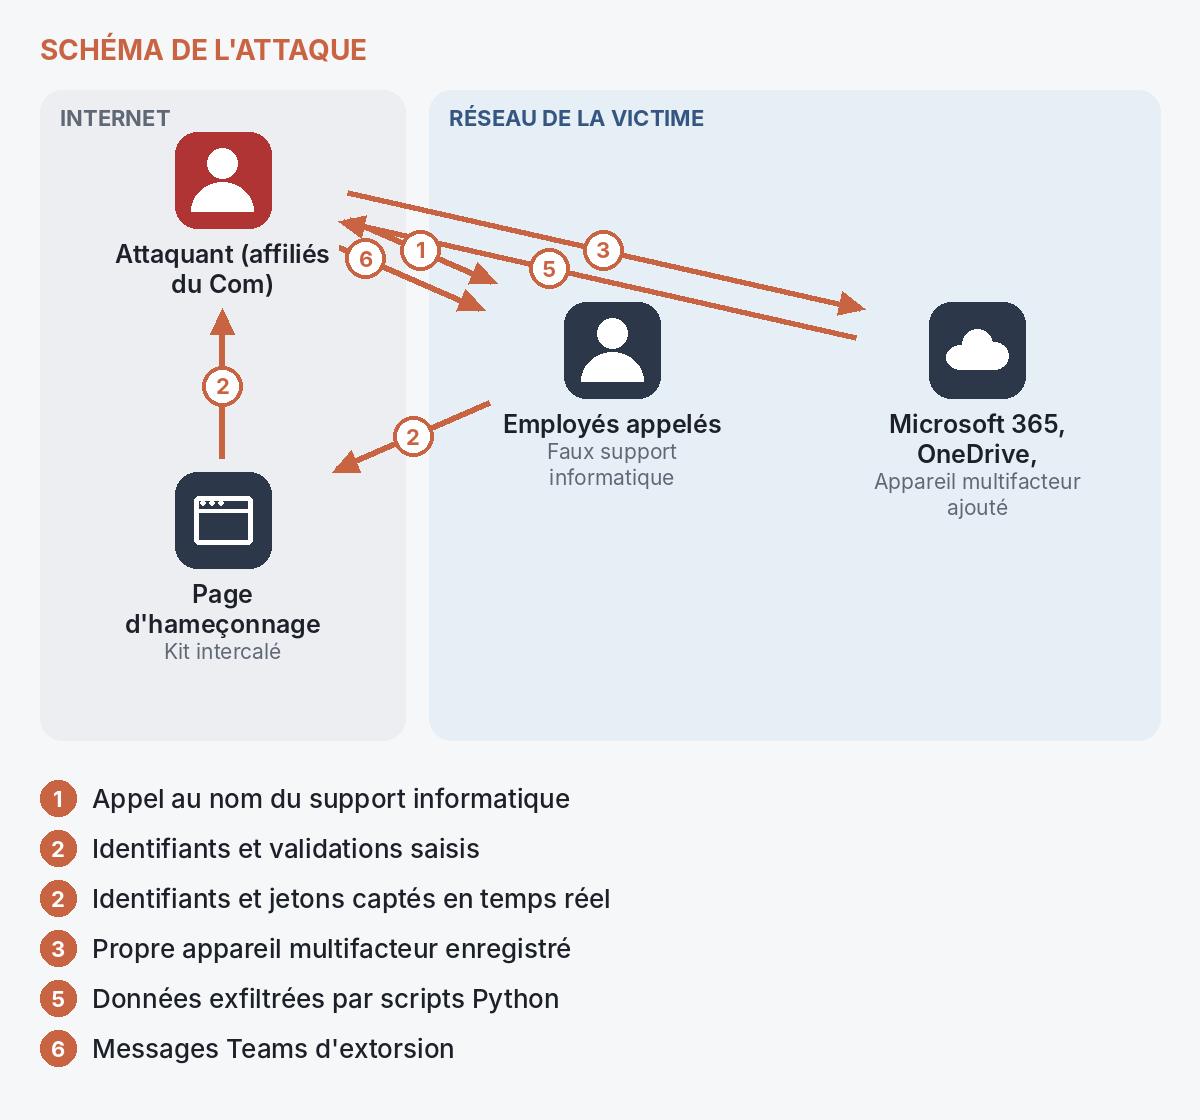 SCHÉMA DE L'ATTAQUE
INTERNET
RÉSEAU DE LA VICTIME
Attaquant (affiliés
du Com)
6
1
5
3
2
2
Employés appelés
Faux support
informatique
Microsoft 365,
OneDrive,
Appareil multifacteur
ajouté
Page
d'hameçonnage
Kit intercalé
1 Appel au nom du support informatique
2 Identifiants et validations saisis
2 Identifiants et jetons captés en temps réel
3 Propre appareil multifacteur enregistré
5 Données exfiltrées par scripts Python
6 Messages Teams d'extorsion